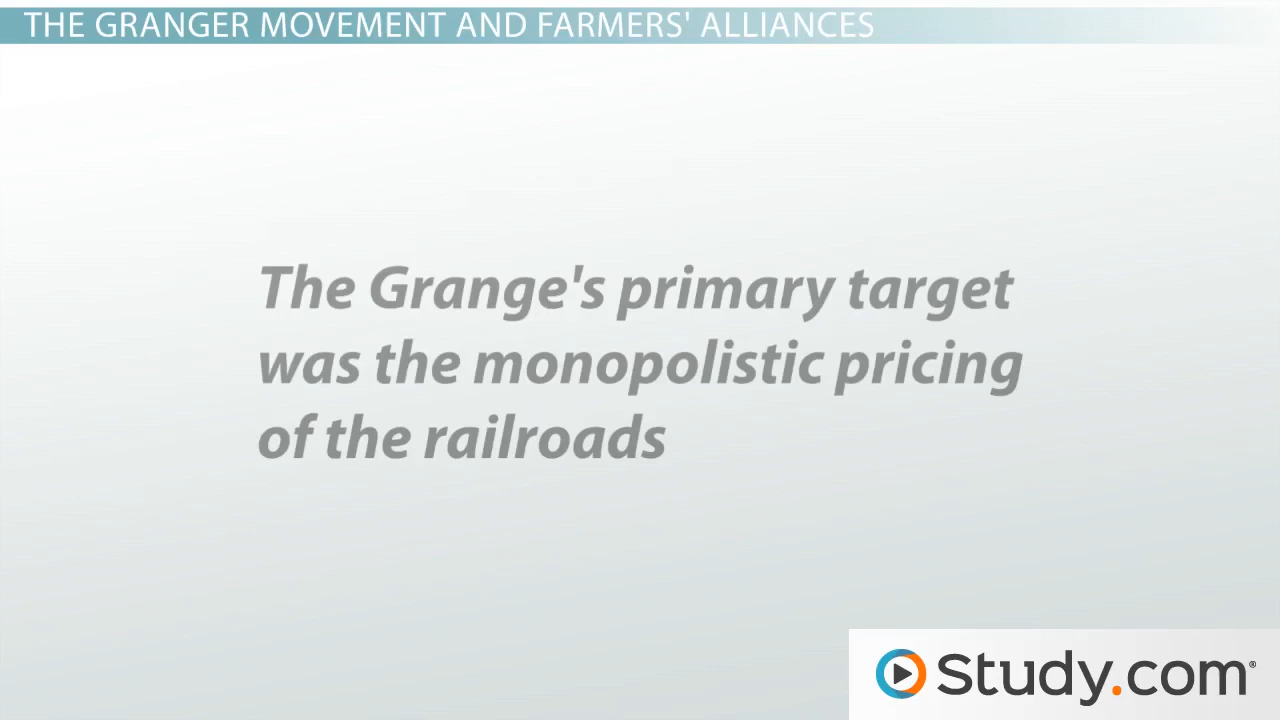 THE GRANGER MOVEMENT AND FARMERS' ALLIANCES
The Grange's primary target
was the monopolistic pricing
of the railroads
Study.com®